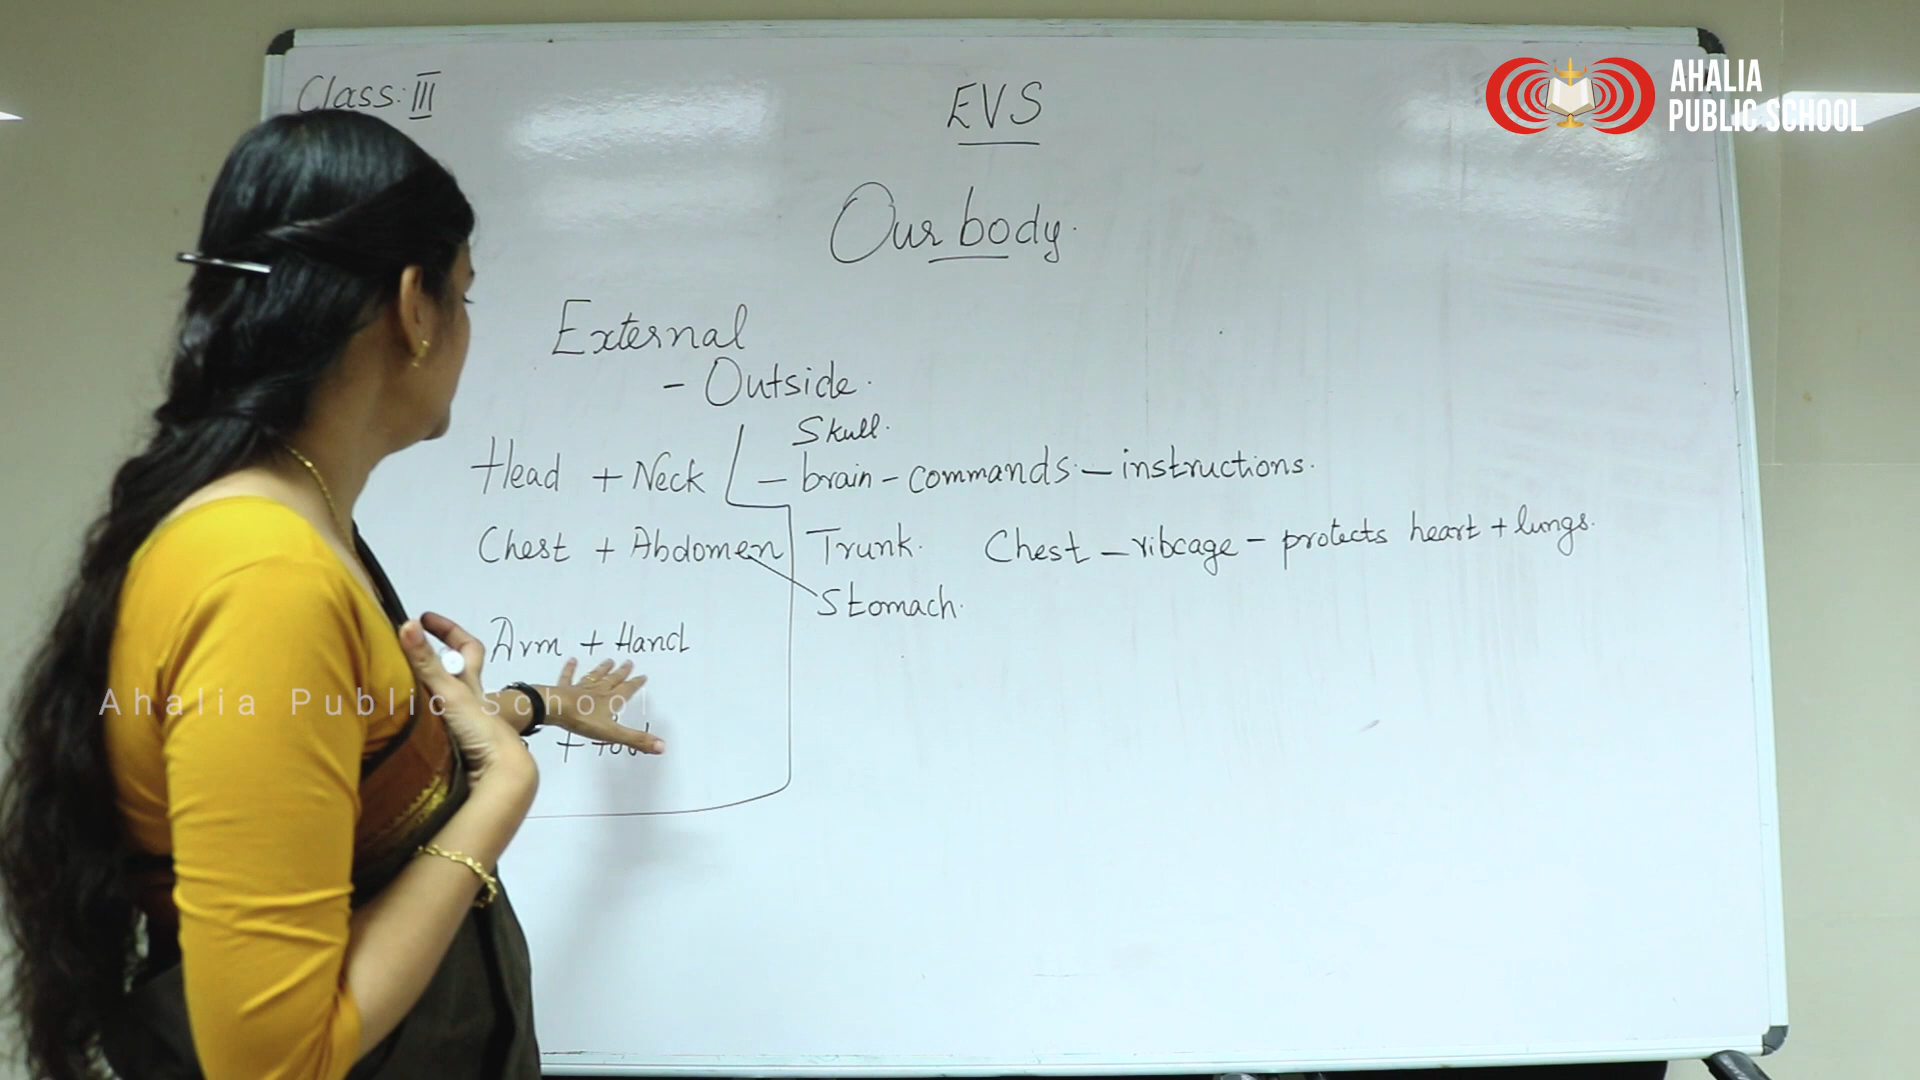 Class: III
EVS
AHALIA
PUBLIC SCHOOL
Our body.
External
- Outside.
Skull.
Head + Neck - brain - commands. - instructions.
Chest + Abdomen Trunk. Chest - ribcage - protects heart + lungs.
Stomach.
Arm + Hand
Ahalia Public School
+